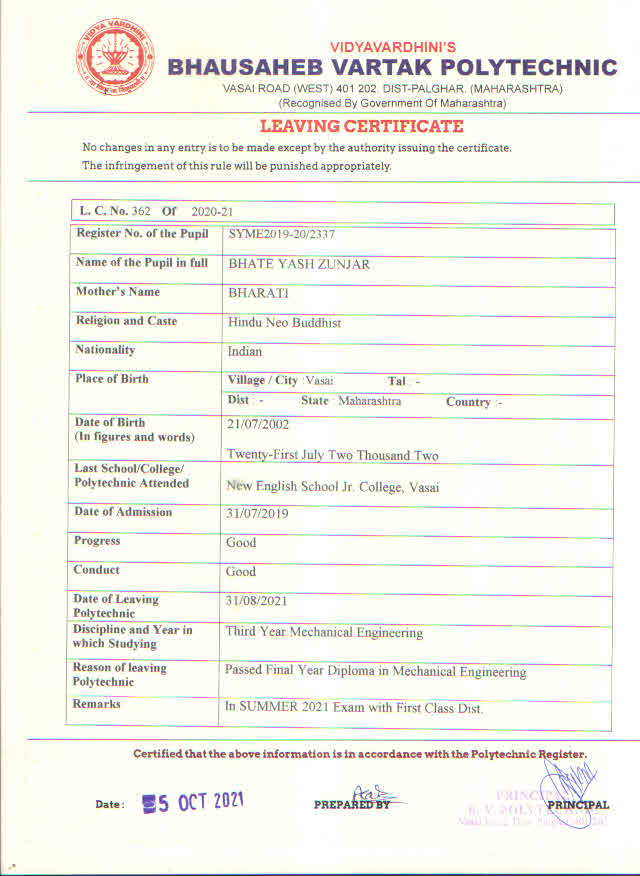 VIDYA VARDHINI
VIDYAVARDHINI'S
BHAUSAHEB VARTAK POLYTECHNIC
VASAI ROAD (WEST) 401 202. DIST-PALGHAR. (MAHARASHTRA)
(Recognised By Government Of Maharashtra)
LEAVING CERTIFICATE
No changes in any entry is to be made except by the authority issuing the certificate.
The infringement of this rule will be punished appropriately.
L. C. No. 362 Of 2020-21
Register No. of the Pupil SYME2019-20/2337
Name of the Pupil in full BHATE YASH ZUNJAR
Mother's Name BHARATI
Religion and Caste Hindu Neo Buddhist
Nationality Indian
Place of Birth Village / City :Vasai Tal : -
Dist : - State : Maharashtra Country :-
Date of Birth 21/07/2002
(In figures and words)
Twenty-First July Two Thousand Two
Last School/College/
Polytechnic Attended New English School Jr. College, Vasai
Date of Admission 31/07/2019
Progress Good
Conduct Good
Date of Leaving 31/08/2021
Polytechnic
Discipline and Year in Third Year Mechanical Engineering
which Studying
Reason of leaving Passed Final Year Diploma in Mechanical Engineering
Polytechnic
Remarks In SUMMER 2021 Exam with First Class Dist.
Certified that the above information is in accordance with the Polytechnic Register.
Date: 5 OCT 2021 PREPARED BY PRINCIPAL
PRINCIPAL
B. V. POLYTECHNIC